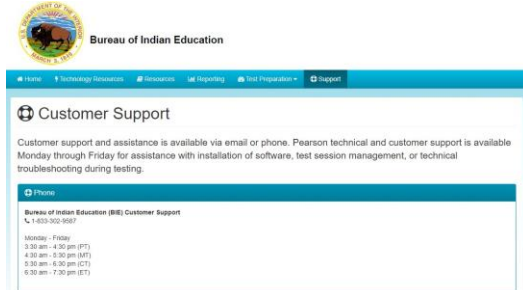 Bureau of Indian Education
Home Technology Resources Resources Reporting Test Preparation Support
Customer Support
Customer support and assistance is available via email or phone. Pearson technical and customer support is available
Monday through Friday for assistance with installation of software, test session management, or technical
troubleshooting during testing.
Phone
Bureau of Indian Education (BIE) Customer Support
1-833-302-9587
Monday - Friday
3:30 am - 4:30 pm (PT)
4:30 am - 5:30 pm (MT)
5:30 am - 6:30 pm (CT)
6:30 am - 7:30 pm (ET)